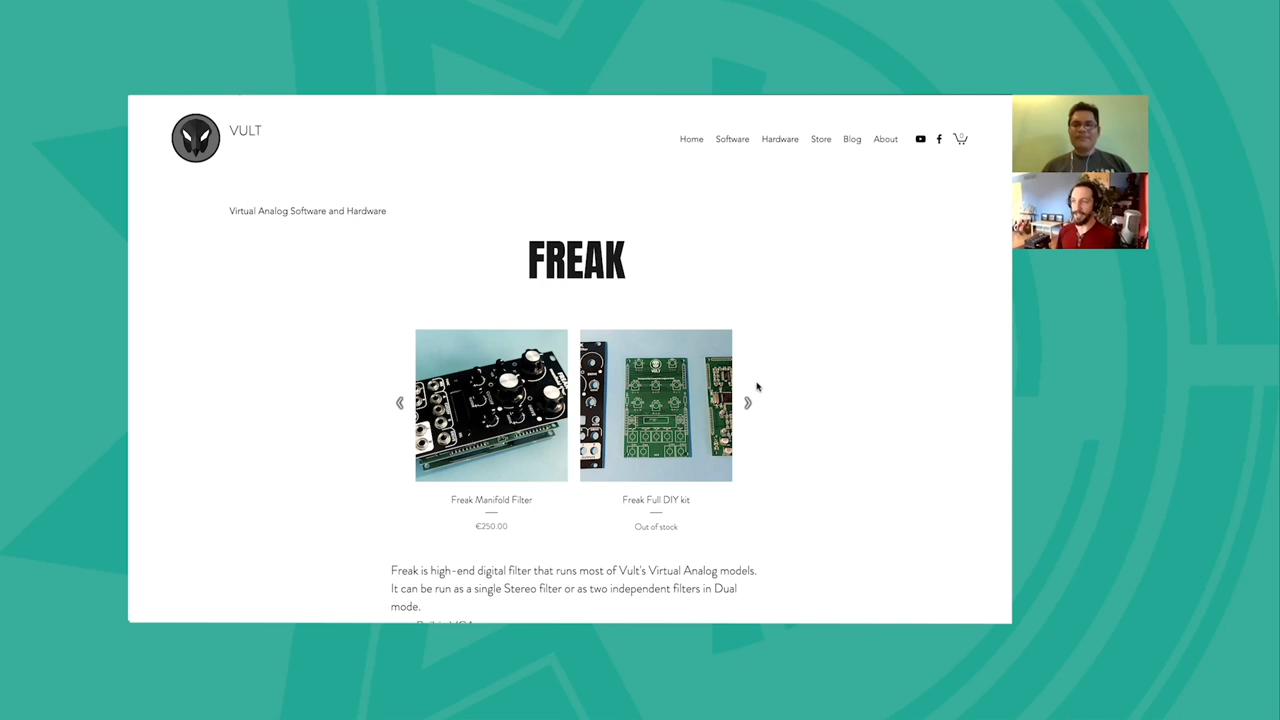 VULT
Home Software Hardware Store Blog About
Virtual Analog Software and Hardware
FREAK
Freak Manifold Filter
€250.00
Freak Full DIY kit
Out of stock
Freak is high-end digital filter that runs most of Vult's Virtual Analog models.
It can be run as a single Stereo filter or as two independent filters in Dual
mode.